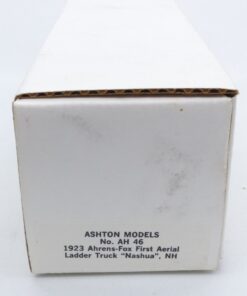 ASHTON MODELS
No. AH 46
1923 Ahrens-Fox First Aerial
Ladder Truck "Nashua", NH